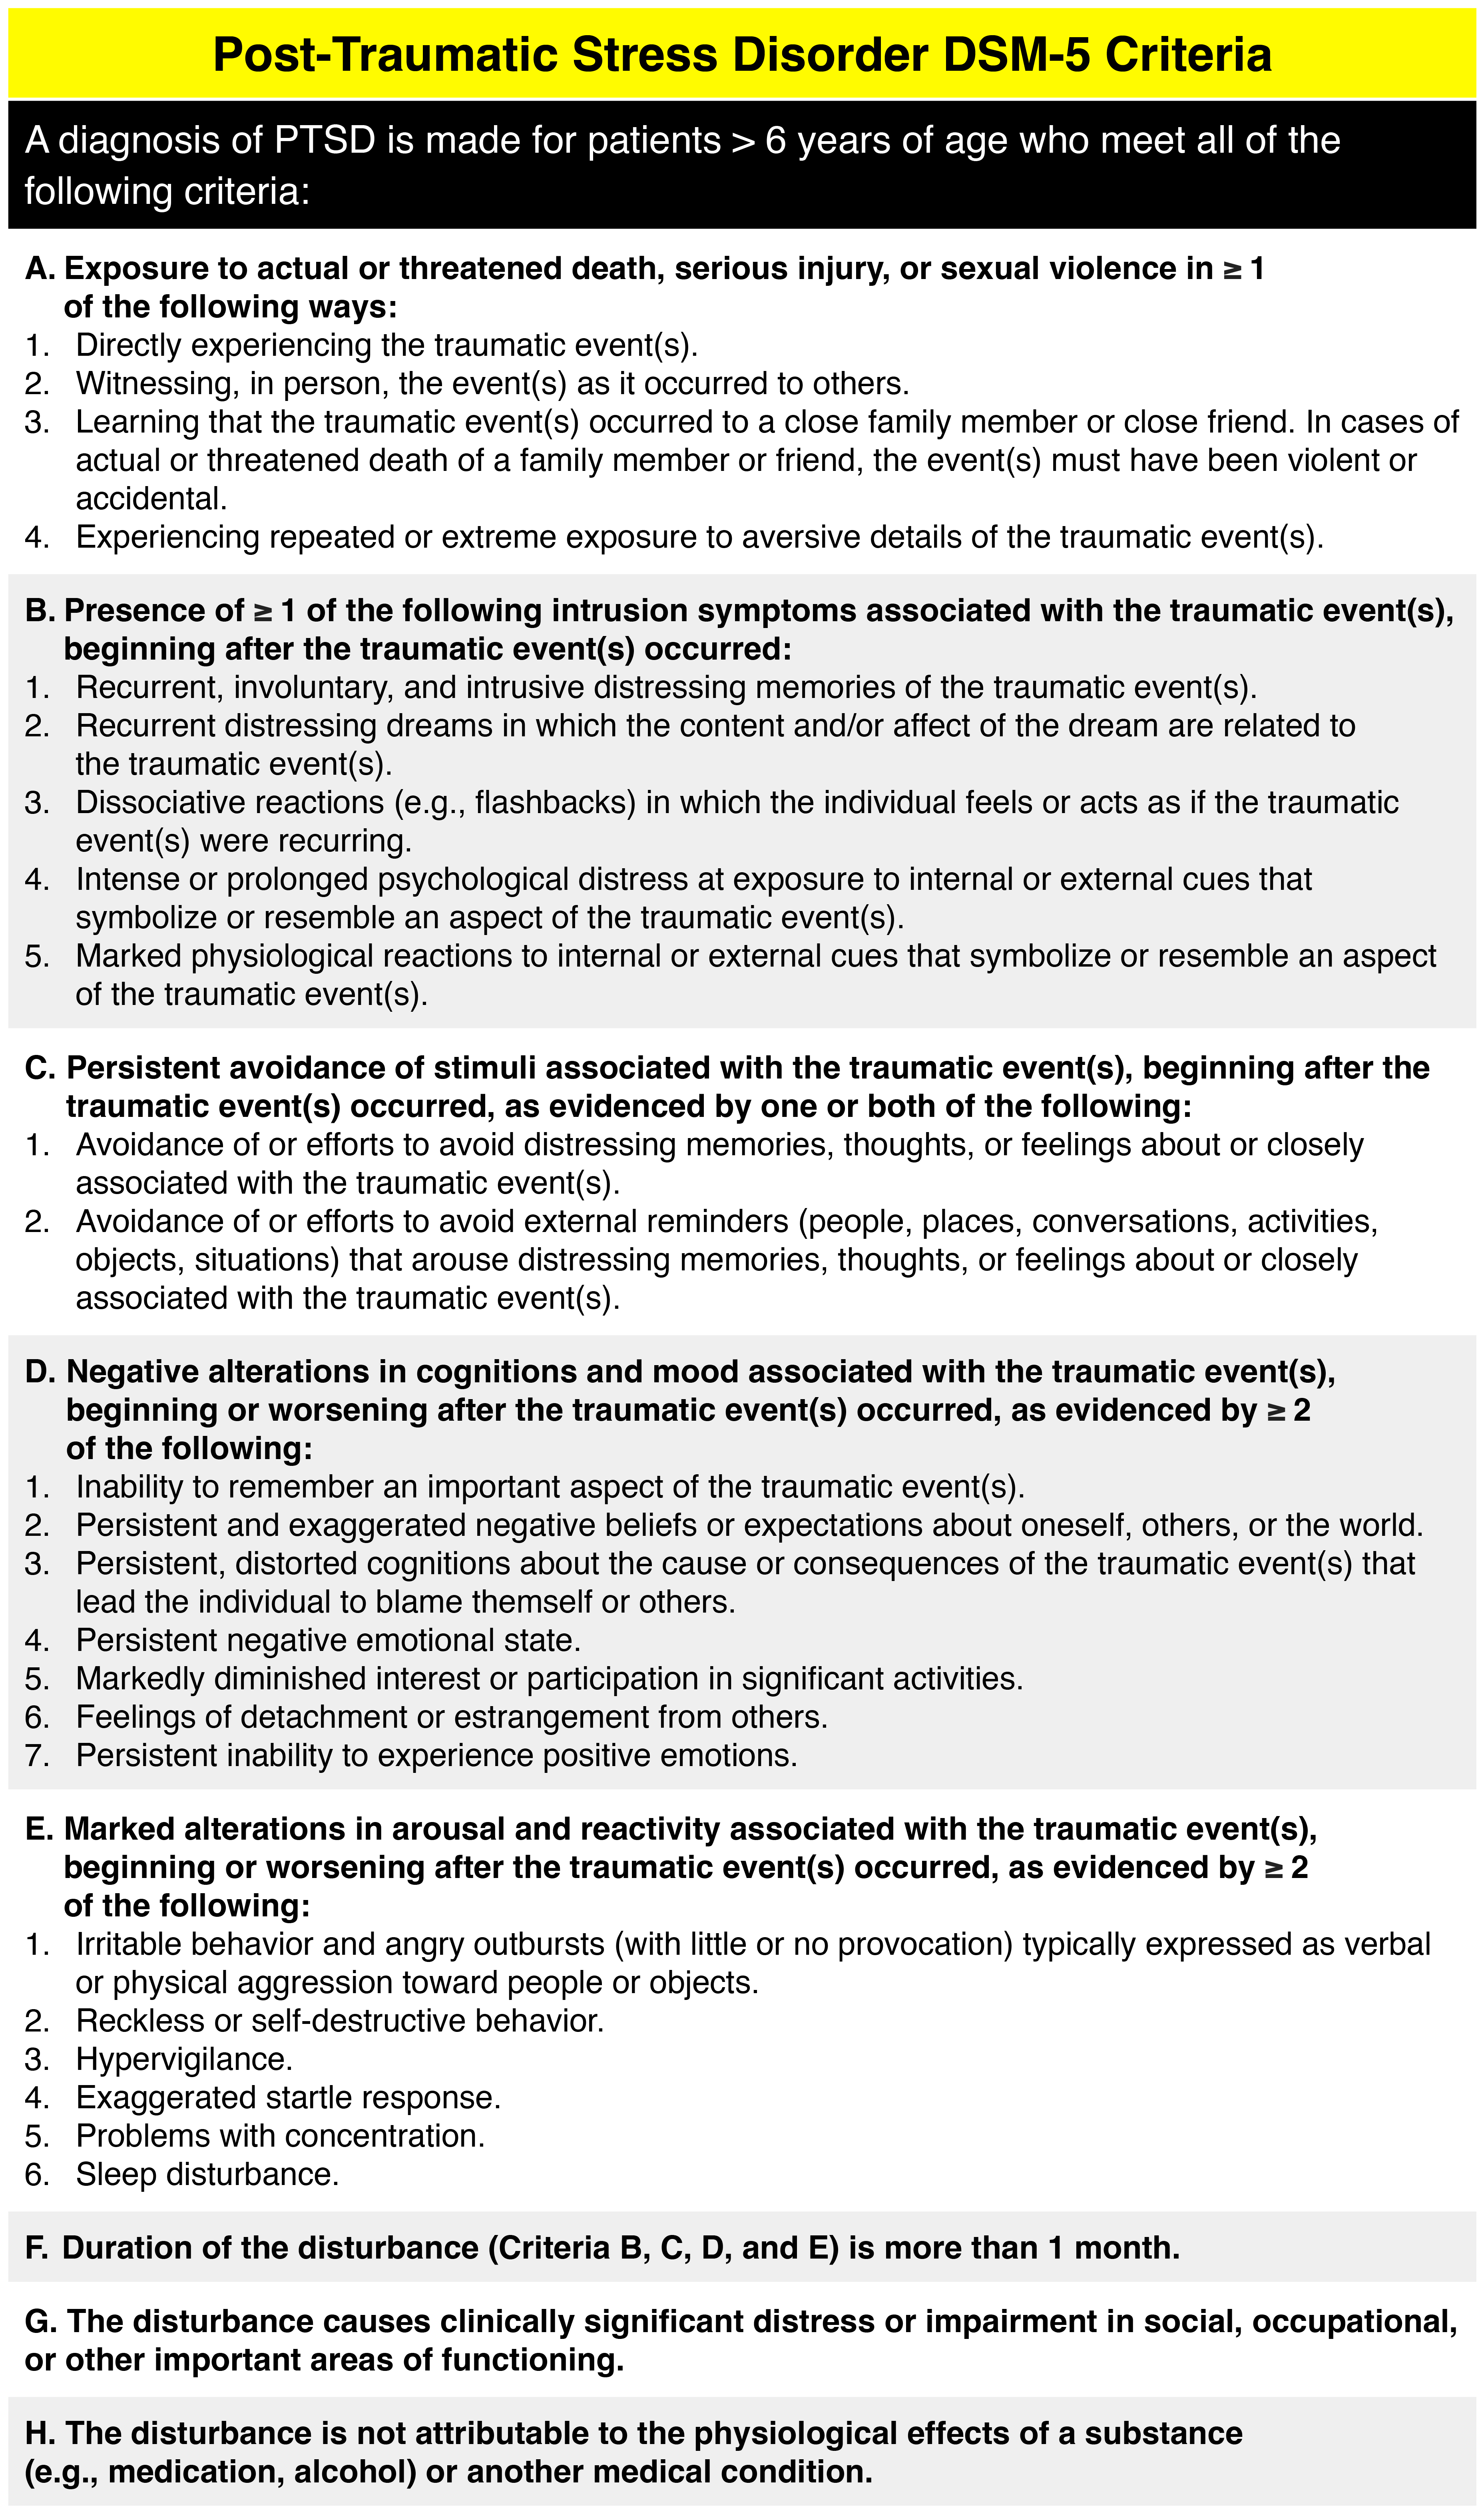 Post-Traumatic Stress Disorder DSM-5 Criteria
A diagnosis of PTSD is made for patients > 6 years of age who meet all of the
following criteria:
A. Exposure to actual or threatened death, serious injury, or sexual violence in ≥ 1
of the following ways:
1. Directly experiencing the traumatic event(s).
2. Witnessing, in person, the event(s) as it occurred to others.
3. Learning that the traumatic event(s) occurred to a close family member or close friend. In cases of
actual or threatened death of a family member or friend, the event(s) must have been violent or
accidental.
4. Experiencing repeated or extreme exposure to aversive details of the traumatic event(s).
B. Presence of ≥ 1 of the following intrusion symptoms associated with the traumatic event(s),
beginning after the traumatic event(s) occurred:
1. Recurrent, involuntary, and intrusive distressing memories of the traumatic event(s).
2. Recurrent distressing dreams in which the content and/or affect of the dream are related to
the traumatic event(s).
3. Dissociative reactions (e.g., flashbacks) in which the individual feels or acts as if the traumatic
event(s) were recurring.
4. Intense or prolonged psychological distress at exposure to internal or external cues that
symbolize or resemble an aspect of the traumatic event(s).
5. Marked physiological reactions to internal or external cues that symbolize or resemble an aspect
of the traumatic event(s).
C. Persistent avoidance of stimuli associated with the traumatic event(s), beginning after the
traumatic event(s) occurred, as evidenced by one or both of the following:
1. Avoidance of or efforts to avoid distressing memories, thoughts, or feelings about or closely
associated with the traumatic event(s).
2. Avoidance of or efforts to avoid external reminders (people, places, conversations, activities,
objects, situations) that arouse distressing memories, thoughts, or feelings about or closely
associated with the traumatic event(s).
D. Negative alterations in cognitions and mood associated with the traumatic event(s),
beginning or worsening after the traumatic event(s) occurred, as evidenced by ≥ 2
of the following:
1. Inability to remember an important aspect of the traumatic event(s).
2. Persistent and exaggerated negative beliefs or expectations about oneself, others, or the world.
3. Persistent, distorted cognitions about the cause or consequences of the traumatic event(s) that
lead the individual to blame themself or others.
4. Persistent negative emotional state.
5. Markedly diminished interest or participation in significant activities.
6. Feelings of detachment or estrangement from others.
7. Persistent inability to experience positive emotions.
E. Marked alterations in arousal and reactivity associated with the traumatic event(s),
beginning or worsening after the traumatic event(s) occurred, as evidenced by ≥ 2
of the following:
1. Irritable behavior and angry outbursts (with little or no provocation) typically expressed as verbal
or physical aggression toward people or objects.
2. Reckless or self-destructive behavior.
3. Hypervigilance.
4. Exaggerated startle response.
5. Problems with concentration.
6. Sleep disturbance.
F. Duration of the disturbance (Criteria B, C, D, and E) is more than 1 month.
G. The disturbance causes clinically significant distress or impairment in social, occupational,
or other important areas of functioning.
H. The disturbance is not attributable to the physiological effects of a substance
(e.g., medication, alcohol) or another medical condition.